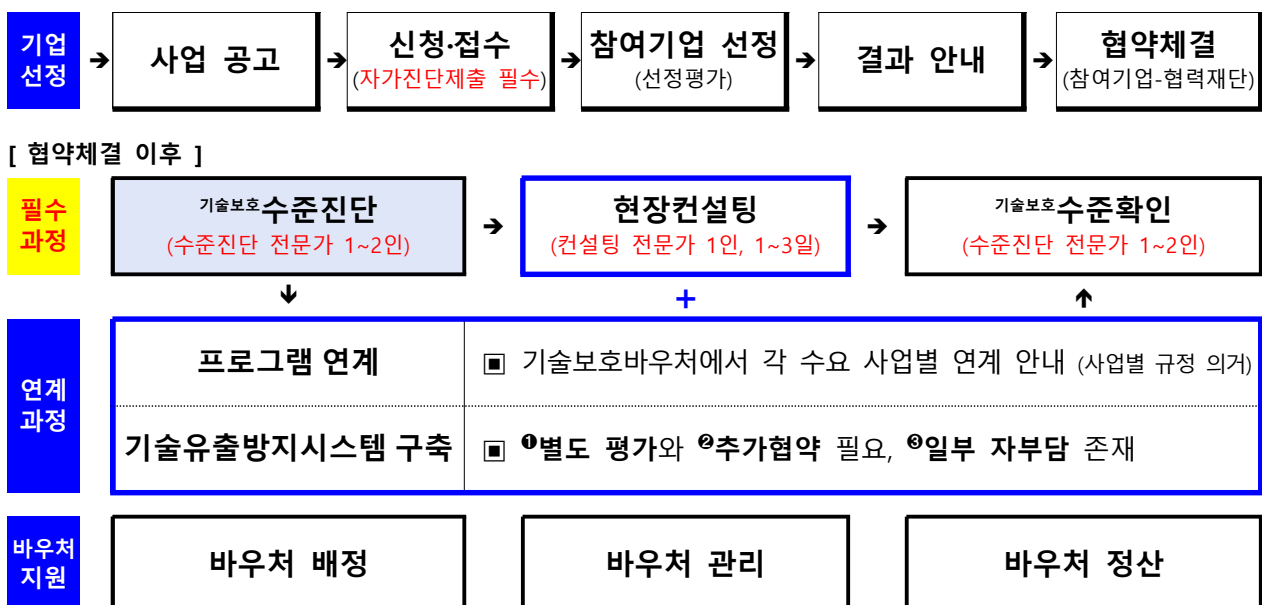 기업
선정
➔
사업 공고
➔
신청·접수
(자가진단제출 필수)
➔
참여기업 선정
(선정평가)
➔
결과 안내
➔
협약체결
(참여기업-협력재단)
[ 협약체결 이후 ]
필수
과정
기술보호수준진단
(수준진단 전문가 1~2인)
➔
현장컨설팅
(컨설팅 전문가 1인, 1~3일)
➔
기술보호수준확인
(수준진단 전문가 1~2인)
🡻 + 🡹
연계
과정
프로그램 연계
▣ 기술보호바우처에서 각 수요 사업별 연계 안내 (사업별 규정 의거)
기술유출방지시스템 구축
▣ ❶별도 평가와 ❷추가협약 필요, ❸일부 자부담 존재
바우처
지원
바우처 배정
바우처 관리
바우처 정산